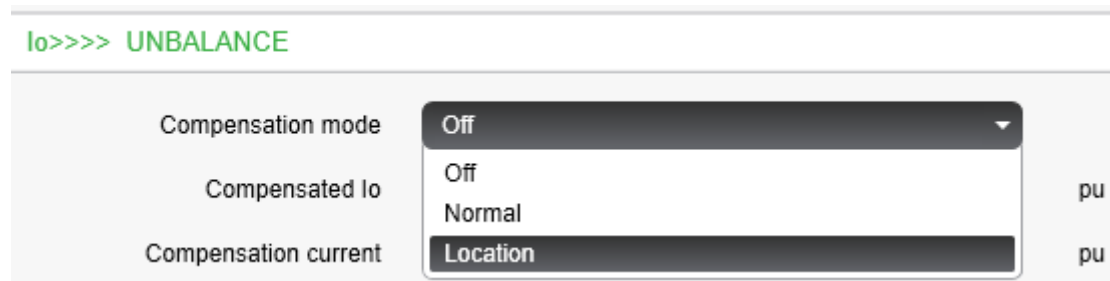 Io>>>> UNBALANCE
Compensation mode Off
Off
Compensated Io pu
Normal
Compensation current Location pu